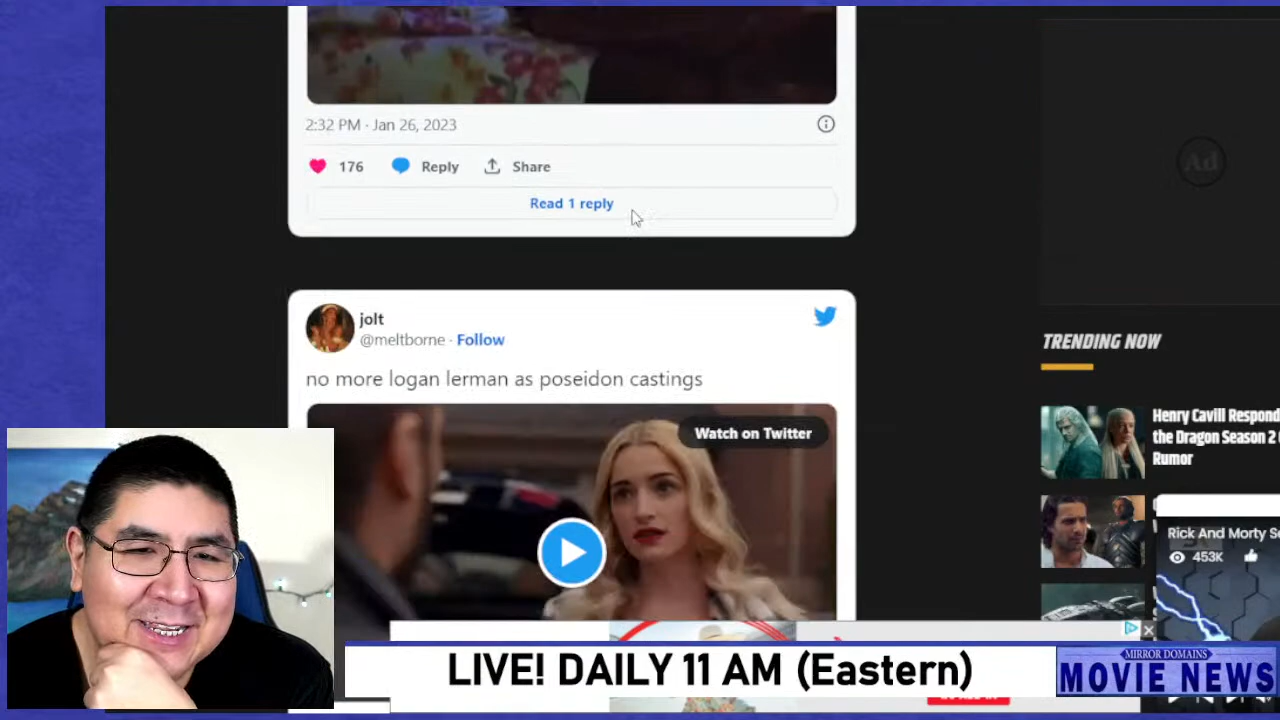 2:32 PM · Jan 26, 2023
176 Reply Share
Read 1 reply
Ad
jolt
@meltborne · Follow
no more logan lerman as poseidon castings
Watch on Twitter
TRENDING NOW
Henry Cavill Respond
the Dragon Season 2
Rumor
Rick And Morty Se
453K
LIVE! DAILY 11 AM (Eastern)
MIRROR DOMAINS
MOVIE NEWS